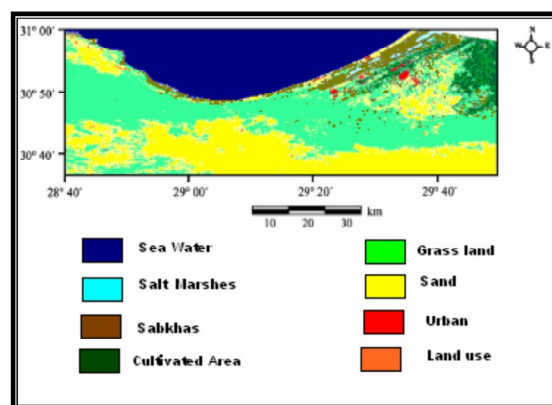 31° 00'
N
W E
S
30° 50'
30° 40'
28° 40' 29° 00' 29° 20' 29° 40'
km
10 20 30
Sea Water Grass land
Salt Marshes Sand
Sabkhas Urban
Cultivated Area Land use